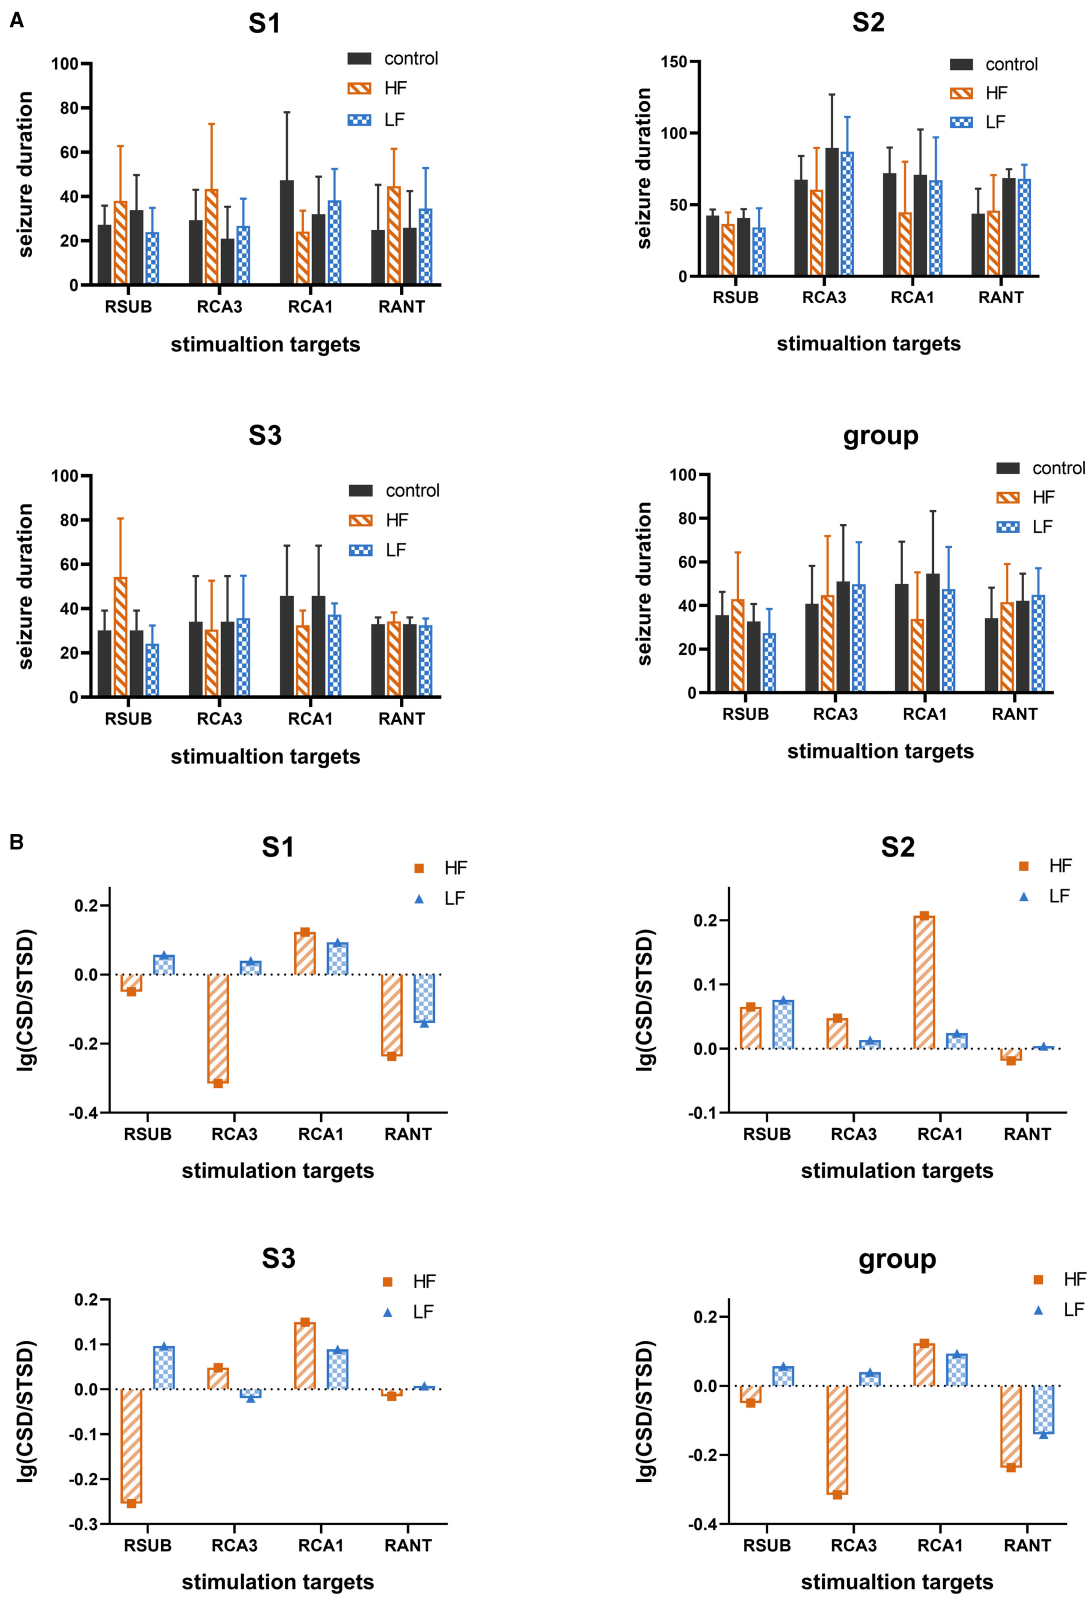 A
S1
control
HF
LF
seizure duration
100
80
60
40
20
0
RSUB RCA3 RCA1 RANT
stimualtion targets
S2
control
HF
LF
seizure duration
150
100
50
0
RSUB RCA3 RCA1 RANT
stimualtion targets
S3
control
HF
LF
seizure duration
100
80
60
40
20
0
RSUB RCA3 RCA1 RANT
stimualtion targets
group
control
HF
LF
seizure duration
100
80
60
40
20
0
RSUB RCA3 RCA1 RANT
stimualtion targets
B
S1
HF
LF
lg(CSD/STSD)
0.2
0.0
-0.2
-0.4
RSUB RCA3 RCA1 RANT
stimulation targets
S2
HF
LF
lg(CSD/STSD)
0.2
0.1
0.0
-0.1
RSUB RCA3 RCA1 RANT
stimulation targets
S3
HF
LF
lg(CSD/STSD)
0.2
0.1
0.0
-0.1
-0.2
-0.3
RSUB RCA3 RCA1 RANT
stimulation targets
group
HF
LF
lg(CSD/STSD)
0.2
0.0
-0.2
-0.4
RSUB RCA3 RCA1 RANT
stimualtion targets